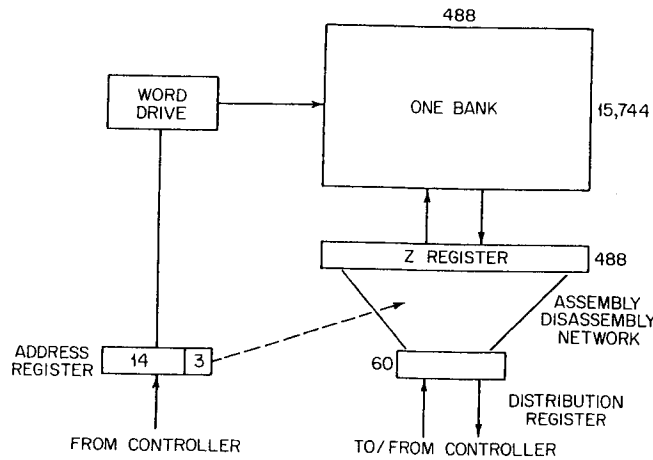 488
WORD
DRIVE
ONE BANK
15,744
Z REGISTER
488
ASSEMBLY
DISASSEMBLY
NETWORK
ADDRESS
REGISTER
14
3
60
DISTRIBUTION
REGISTER
FROM CONTROLLER
TO/FROM CONTROLLER